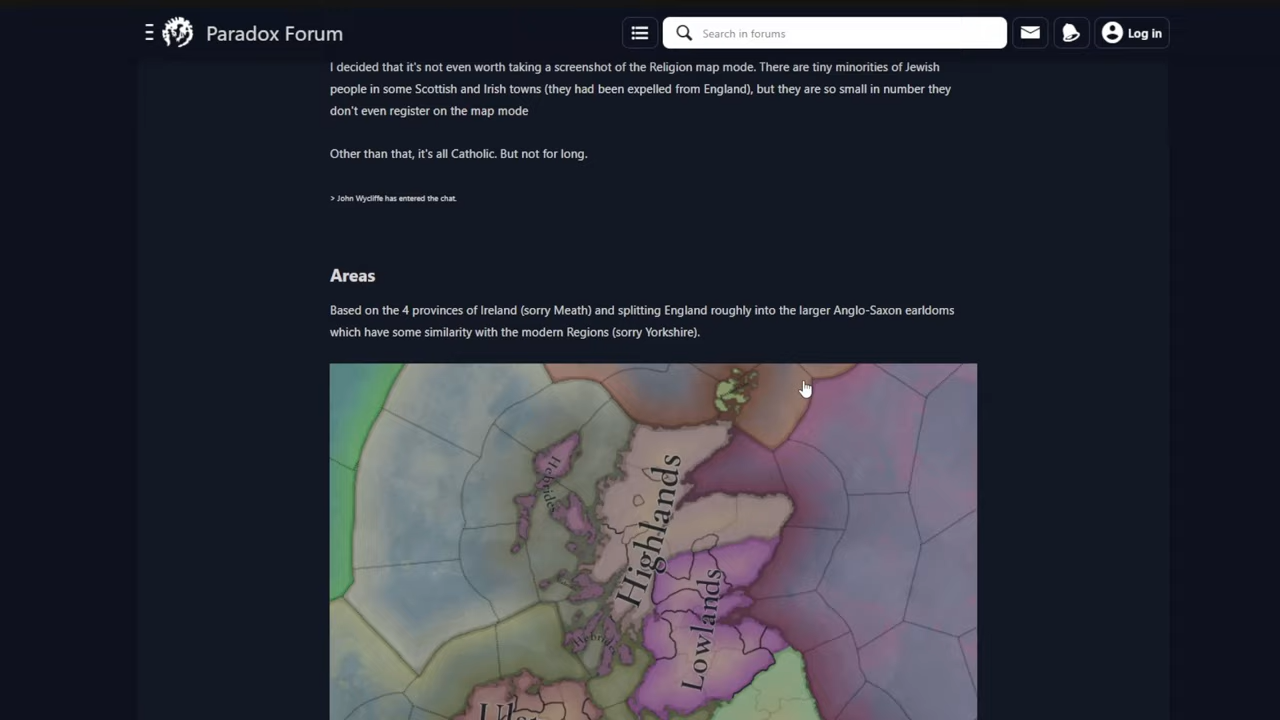 Paradox Forum
Search in forums
Log in
I decided that it's not even worth taking a screenshot of the Religion map mode. There are tiny minorities of Jewish
people in some Scottish and Irish towns (they had been expelled from England), but they are so small in number they
don't even register on the map mode
Other than that, it's all Catholic. But not for long.
> John Wycliffe has entered the chat.
Areas
Based on the 4 provinces of Ireland (sorry Meath) and splitting England roughly into the larger Anglo-Saxon earldoms
which have some similarity with the modern Regions (sorry Yorkshire).
Hebrides
Highlands
Lowlands
Hebrides